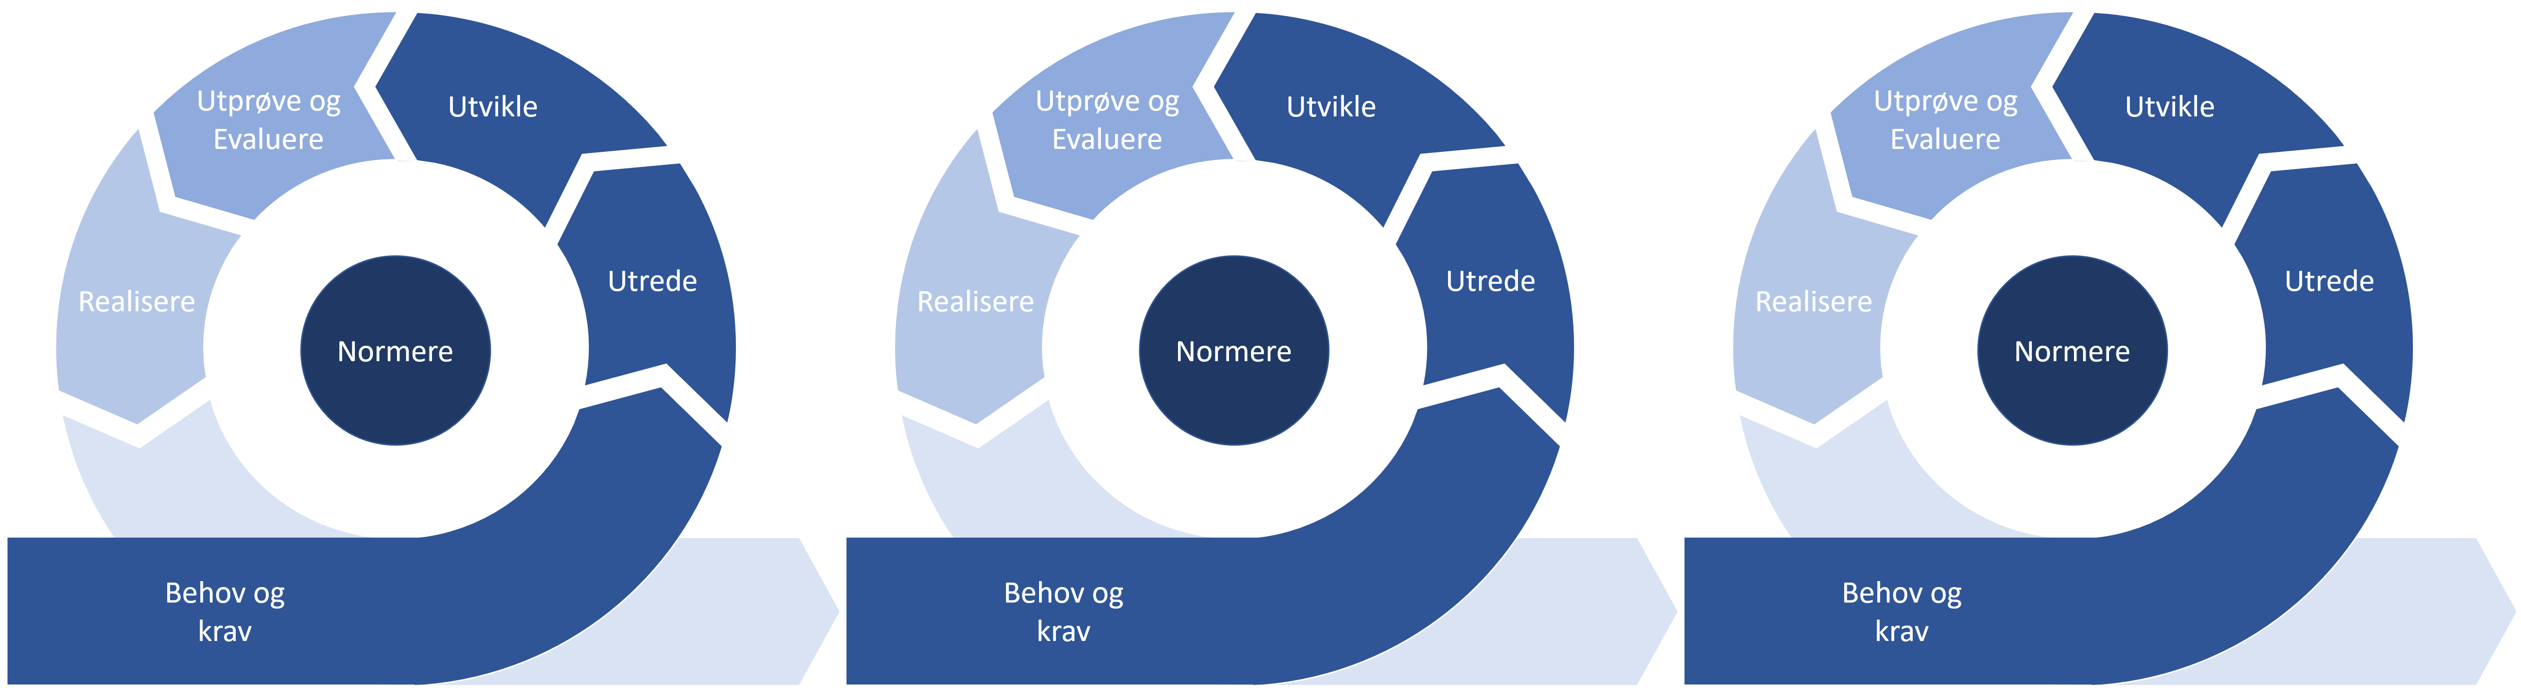 Utprøve og
Evaluere
Utvikle
Utrede
Realisere
Normere
Behov og
krav
Utprøve og
Evaluere
Utvikle
Utrede
Realisere
Normere
Behov og
krav
Utprøve og
Evaluere
Utvikle
Utrede
Realisere
Normere
Behov og
krav